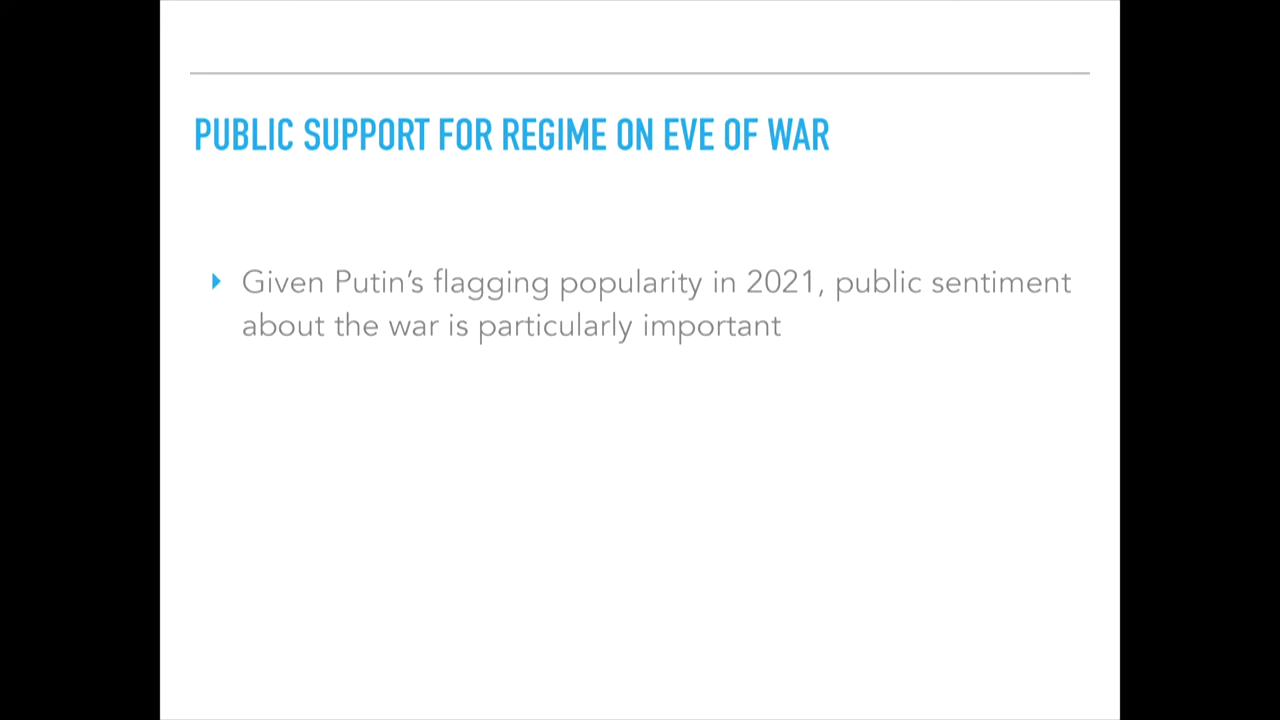 PUBLIC SUPPORT FOR REGIME ON EVE OF WAR
Given Putin’s flagging popularity in 2021, public sentiment
about the war is particularly important